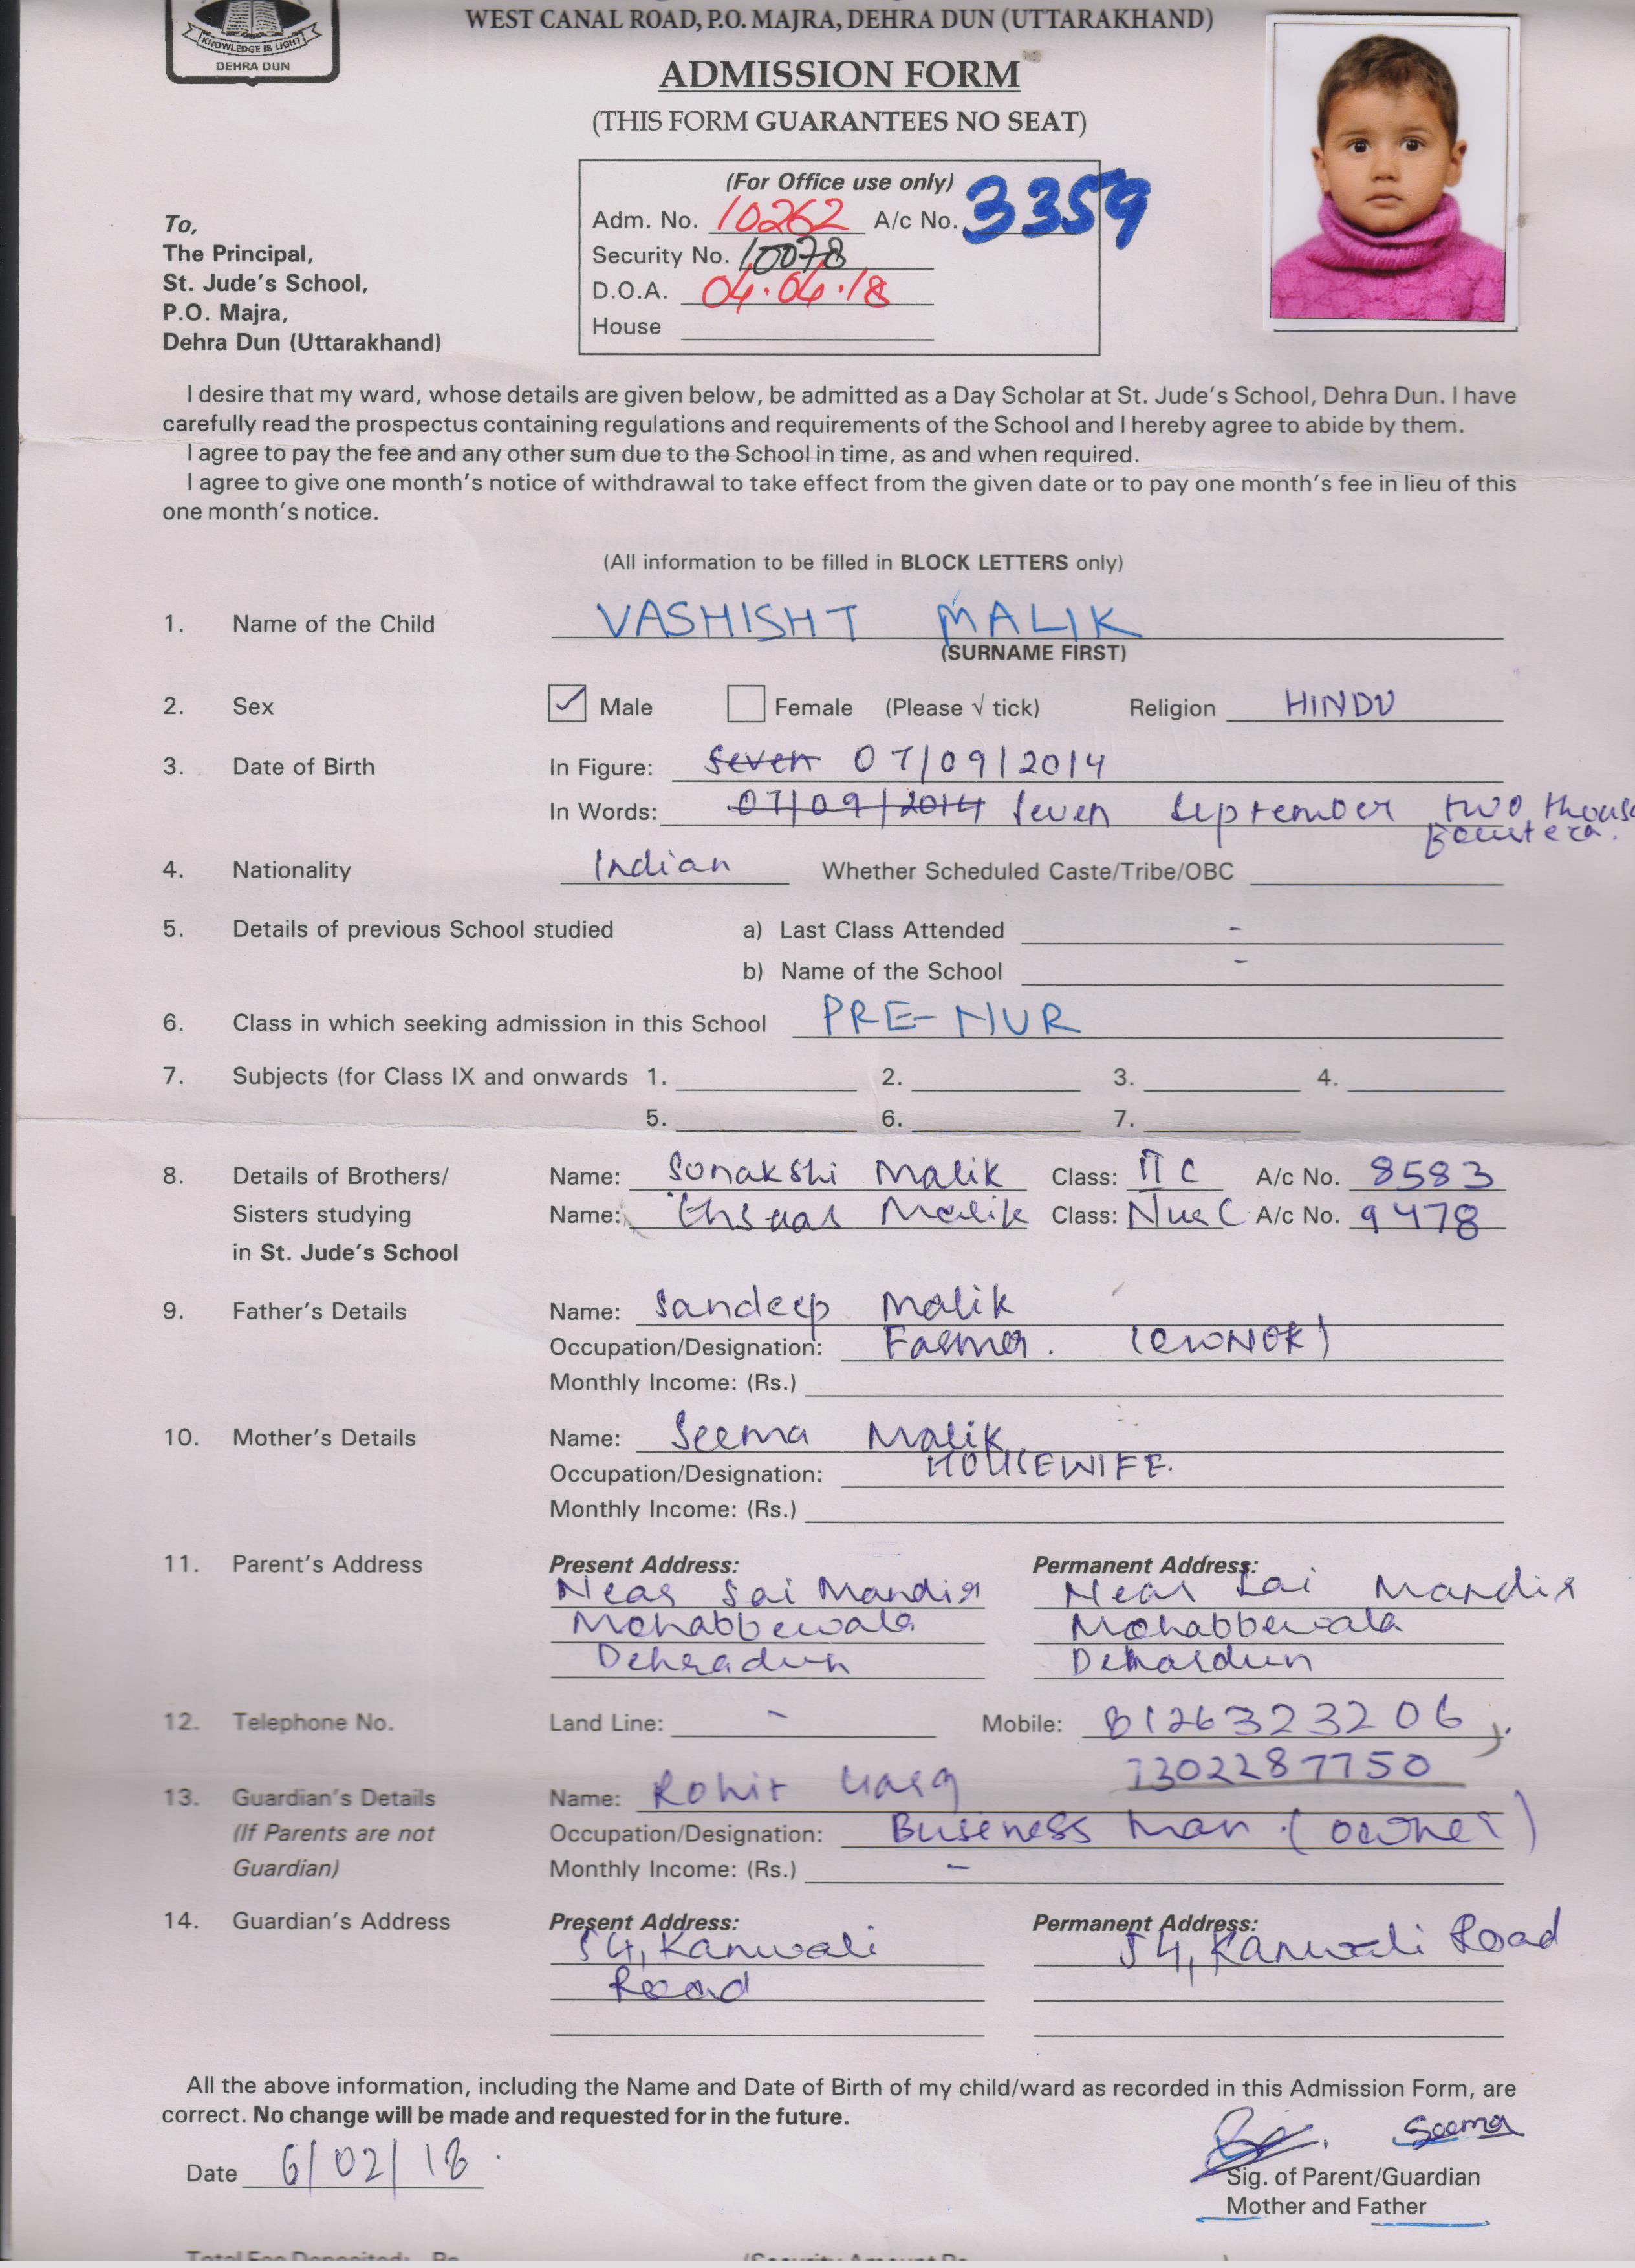 KNOWLEDGE IS LIGHT
DEHRA DUN
WEST CANAL ROAD, P.O. MAJRA, DEHRA DUN (UTTARAKHAND)
ADMISSION FORM
(THIS FORM GUARANTEES NO SEAT)
(For Office use only)
Adm. No. 10262 A/c No. 3359
Security No. 10078
D.O.A. 04.04.18
House
To,
The Principal,
St. Jude's School,
P.O. Majra,
Dehra Dun (Uttarakhand)
I desire that my ward, whose details are given below, be admitted as a Day Scholar at St. Jude's School, Dehra Dun. I have
carefully read the prospectus containing regulations and requirements of the School and I hereby agree to abide by them.
I agree to pay the fee and any other sum due to the School in time, as and when required.
I agree to give one month's notice of withdrawal to take effect from the given date or to pay one month's fee in lieu of this
one month's notice.
(All information to be filled in BLOCK LETTERS only)
1. Name of the Child VASHISHT MALIK
(SURNAME FIRST)
2. Sex ✓ Male Female (Please √ tick) Religion HINDU
3. Date of Birth In Figure: Seven 07/09/2014
In Words: 07/09/2014 Seven September two thous
fourteen.
4. Nationality Indian Whether Scheduled Caste/Tribe/OBC
5. Details of previous School studied a) Last Class Attended -
b) Name of the School -
6. Class in which seeking admission in this School PRE-NUR
7. Subjects (for Class IX and onwards 1. 2. 3. 4.
5. 6. 7.
8. Details of Brothers/ Name: Sonakshi Malik Class: II C A/c No. 8583
Sisters studying Name: Ehsaas Malik Class: Nur C A/c No. 9478
in St. Jude's School
9. Father's Details Name: Sandeep Malik
Occupation/Designation: Farmer. (OWNER)
Monthly Income: (Rs.)
10. Mother's Details Name: Seema Malik
Occupation/Designation: HOUSEWIFE.
Monthly Income: (Rs.)
11. Parent's Address Present Address: Permanent Address:
Near Sai Mandir Near Sai Mandir
Mohabbewala Mohabbewala
Dehradun Dehardun
12. Telephone No. Land Line: - Mobile: 8126323206,
7302287750
13. Guardian's Details Name: Rohit Garg
(If Parents are not Occupation/Designation: Buseness man. (owner)
Guardian) Monthly Income: (Rs.) -
14. Guardian's Address Present Address: Permanent Address:
54, Kanwali 54, Kanwali Road
Road
All the above information, including the Name and Date of Birth of my child/ward as recorded in this Admission Form, are
correct. No change will be made and requested for in the future.
Seema
Date 6/02/18.
Sig. of Parent/Guardian
Mother and Father